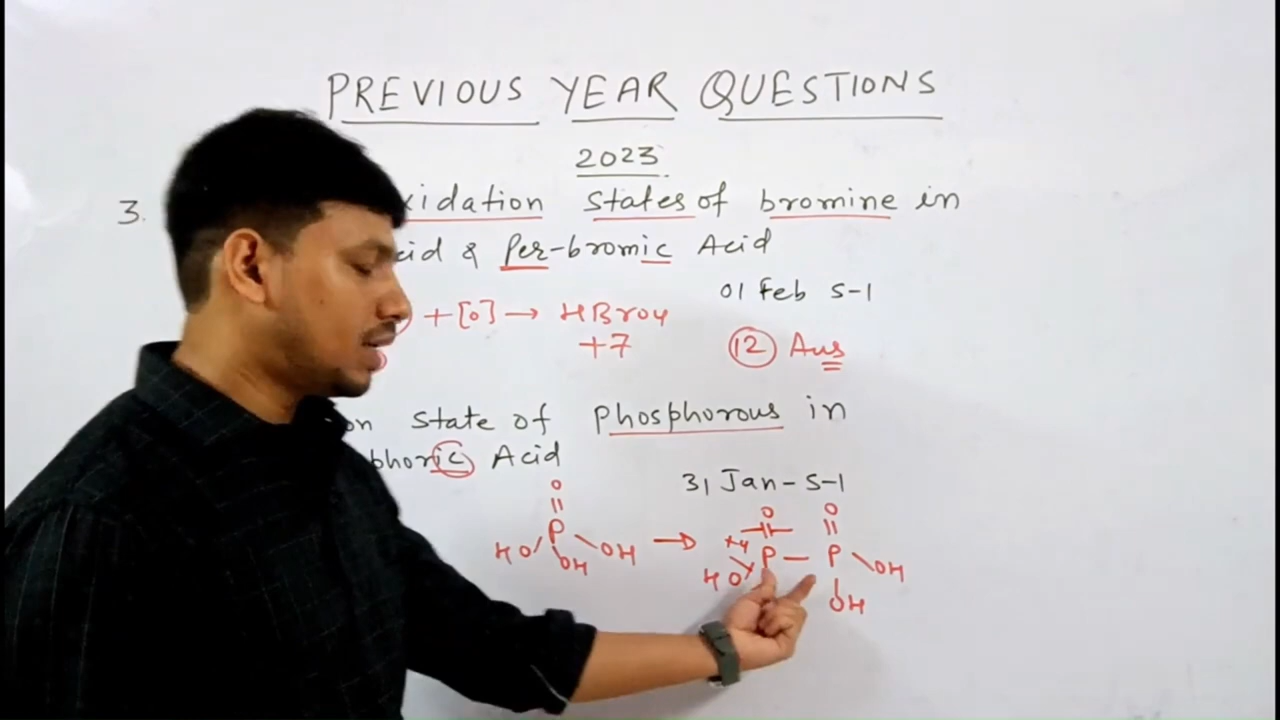 PREVIOUS YEAR QUESTIONS
2023
3. xidation States of bromine in
cid & Per-bromic Acid
01 Feb S-1
+ [O] → HBrO4
+7
12 Ans
on State of Phosphorous in
phoric Acid
31 Jan - S-1
O
||
P
HO
OH
OH
→
O
||
+4
P — P
HO
O
||
OH
OH